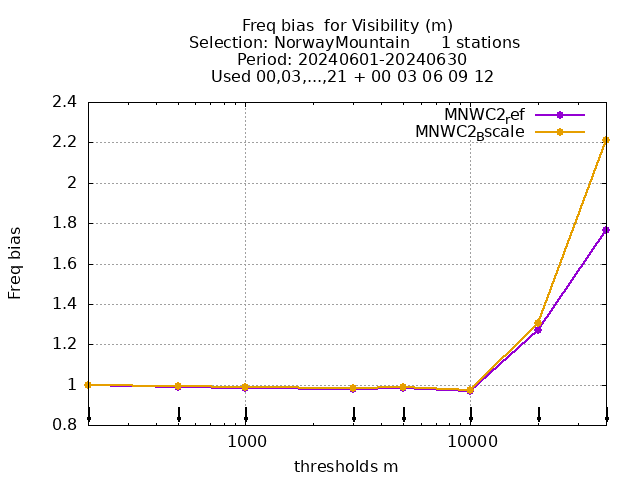 Freq bias  for Visibility (m)
Selection: NorwayMountain      1 stations
Period: 20240601-20240630
Used 00,03,...,21 + 00 03 06 09 12
MNWC2ref
MNWC2Bscale
2.4
2.2
2
1.8
1.6
1.4
1.2
1
0.8
Freq bias
1000
10000
thresholds m